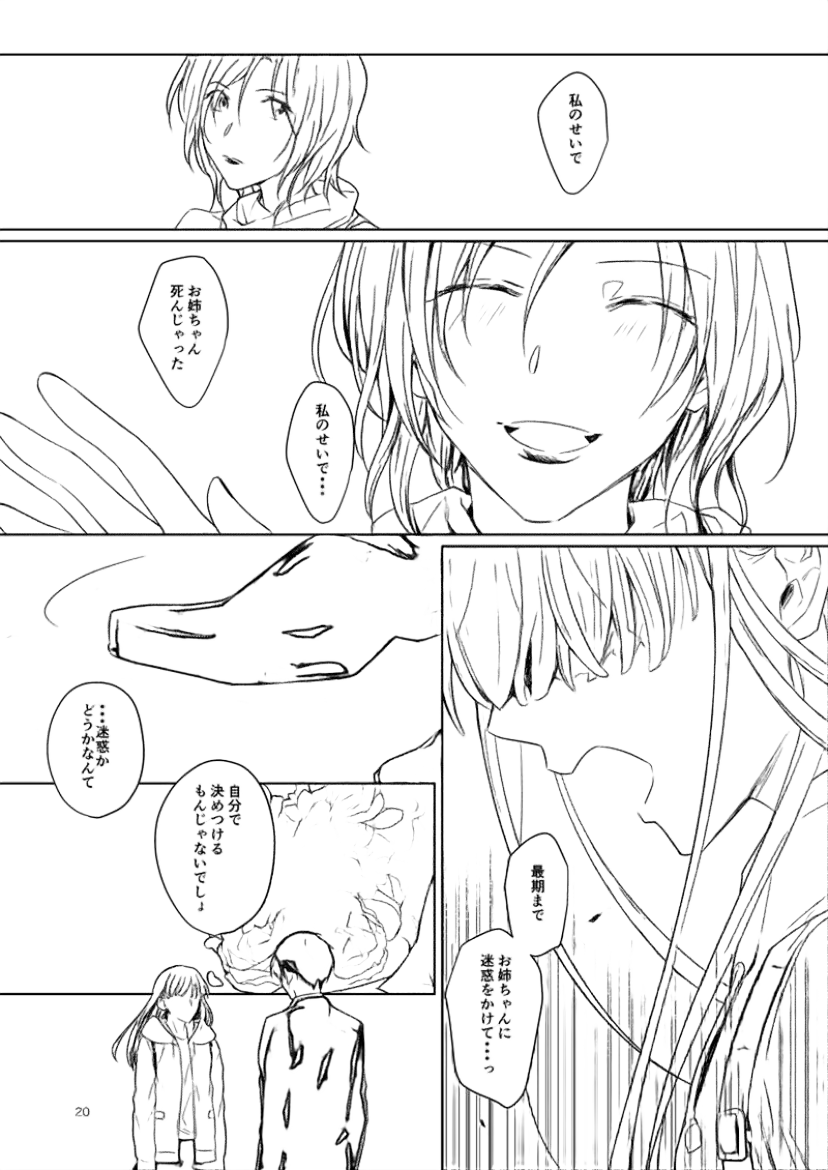 私のせいで
お姉ちゃん
死んじゃった
私のせいで・・・
最期まで
お姉ちゃんに
迷惑をかけて・・・っ
・・・迷惑か
どうかなんて
自分で
決めつける
もんじゃないでしょ
20